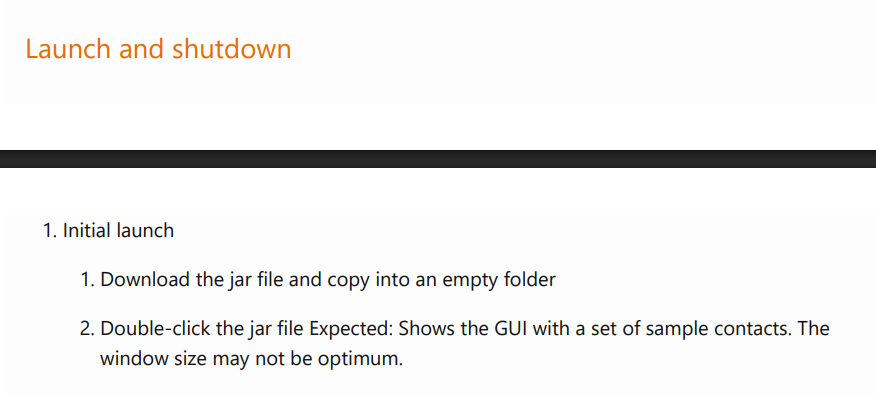 Launch and shutdown
1. Initial launch
1. Download the jar file and copy into an empty folder
2. Double-click the jar file Expected: Shows the GUI with a set of sample contacts. The
window size may not be optimum.